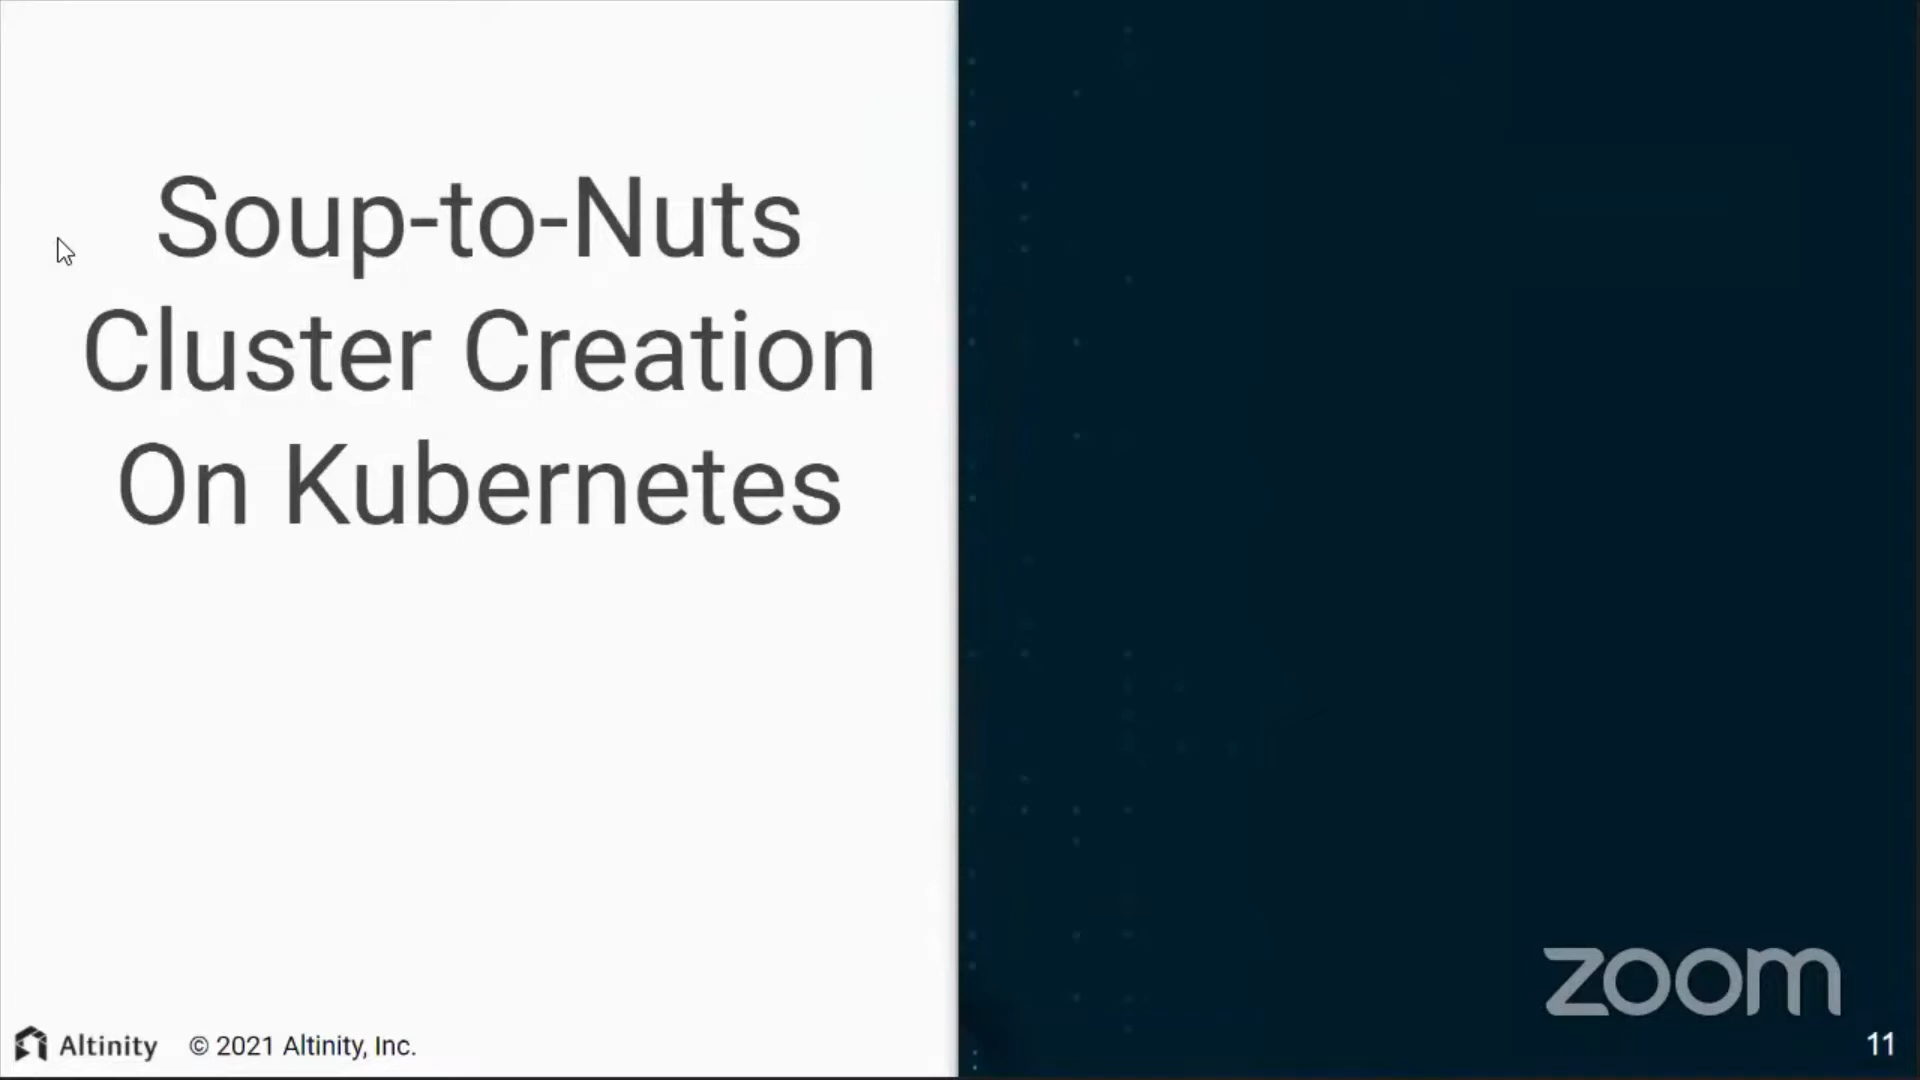 Soup-to-Nuts
Cluster Creation
On Kubernetes
zoom
Altinity © 2021 Altinity, Inc.
11